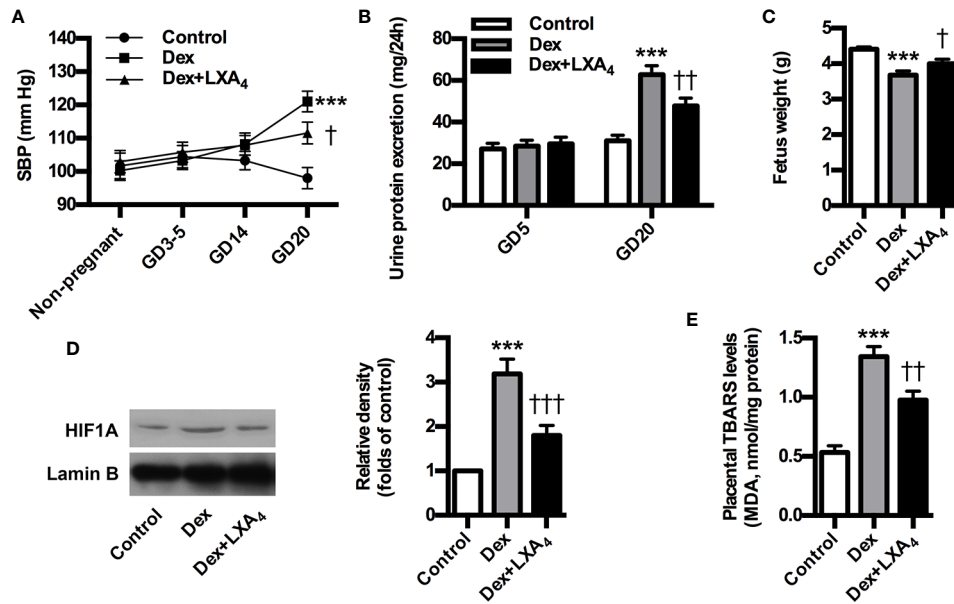 A
SBP (mm Hg)
120
110
100
90
130
140
Control
Dex
Dex+LXA4
***
†
Non-pregnant
GD3-5
GD14
GD20
B
Urine protein excretion (mg/24h)
80
60
40
20
0
Control
Dex
Dex+LXA4
***
††
GD5
GD20
C
Fetus weight (g)
5
4
3
2
1
0
***
†
Control
Dex
Dex+LXA4
D
HIF1A
Lamin B
Control
Dex
Dex+LXA4
Relative density
(folds of control)
4
3
2
1
0
***
†††
Control
Dex
Dex+LXA4
E
Placental TBARS levels
(MDA, nmol/mg protein)
1.5
1.0
0.5
0.0
***
††
Control
Dex
Dex+LXA4